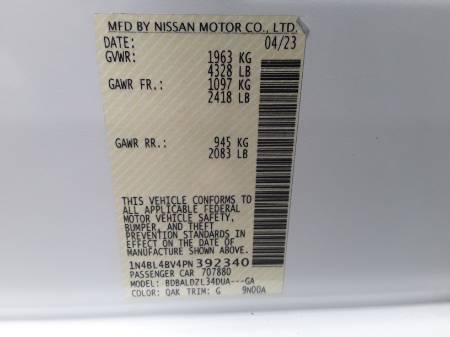 MFD BY NISSAN MOTOR CO., LTD.
DATE: 04/23
GVWR: 1963 KG
4328 LB
GAWR FR.: 1097 KG
2418 LB
GAWR RR.: 945 KG
2083 LB
THIS VEHICLE CONFORMS TO
ALL APPLICABLE FEDERAL
MOTOR VEHICLE SAFETY,
BUMPER, AND THEFT
PREVENTION STANDARDS IN
EFFECT ON THE DATE OF
MANUFACTURE SHOWN ABOVE.
1N4BL4BV4PN392340
PASSENGER CAR 707880
MODEL: BDBALDZL34DUA---GA
COLOR: QAK TRIM: G 9N00A